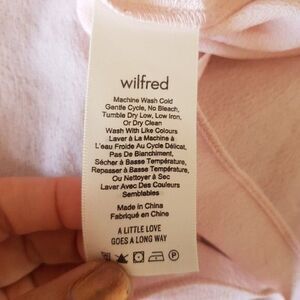 wilfred
Machine Wash Cold
Gentle Cycle, No Bleach,
Tumble Dry Low, Low Iron,
Or Dry Clean
Wash With Like Colours
Laver à La Machine à
L'eau Froide Au Cycle Délicat,
Pas De Blanchiment,
Sécher à Basse Température,
Repasser à Basse Température,
Ou Nettoyer à Sec
Laver Avec Des Couleurs
Semblables
Made in China
Fabriqué en Chine
A LITTLE LOVE
GOES A LONG WAY
P